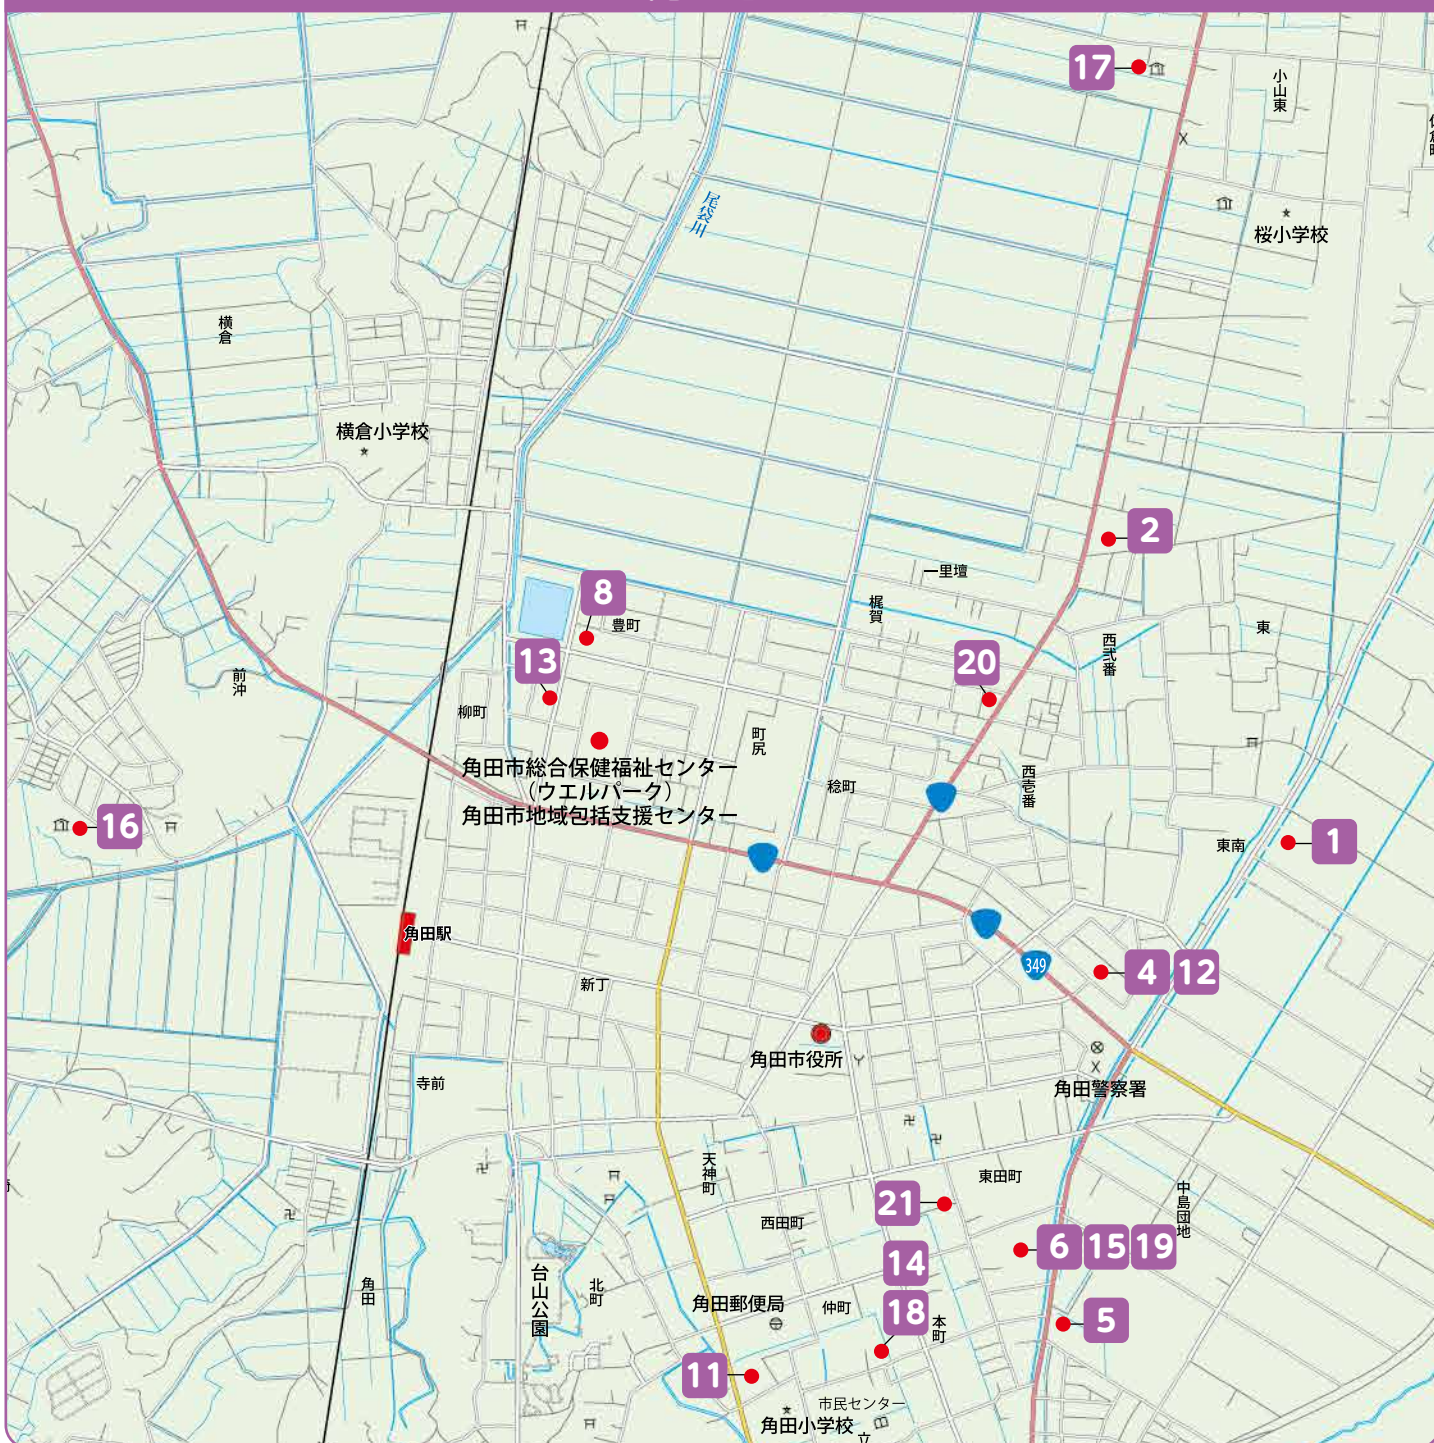 17
小山東
尾袋川
桜小学校
横倉
横倉小学校
2
一里壇
8
豊町
梶賀
東
西弐番
13
20
前沖
柳町
町尻
角田市総合保健福祉センター
（ウエルパーク）
角田市地域包括支援センター
稔町
西壱番
16
東南
1
角田駅
349
4 12
新丁
角田市役所
角田警察署
寺前
天神町
東田町
中島団地
21
西田町
6 15 19
14
角田
台山公園
北町
角田郵便局
仲町
18
本町
5
11
市民センター
角田小学校
立